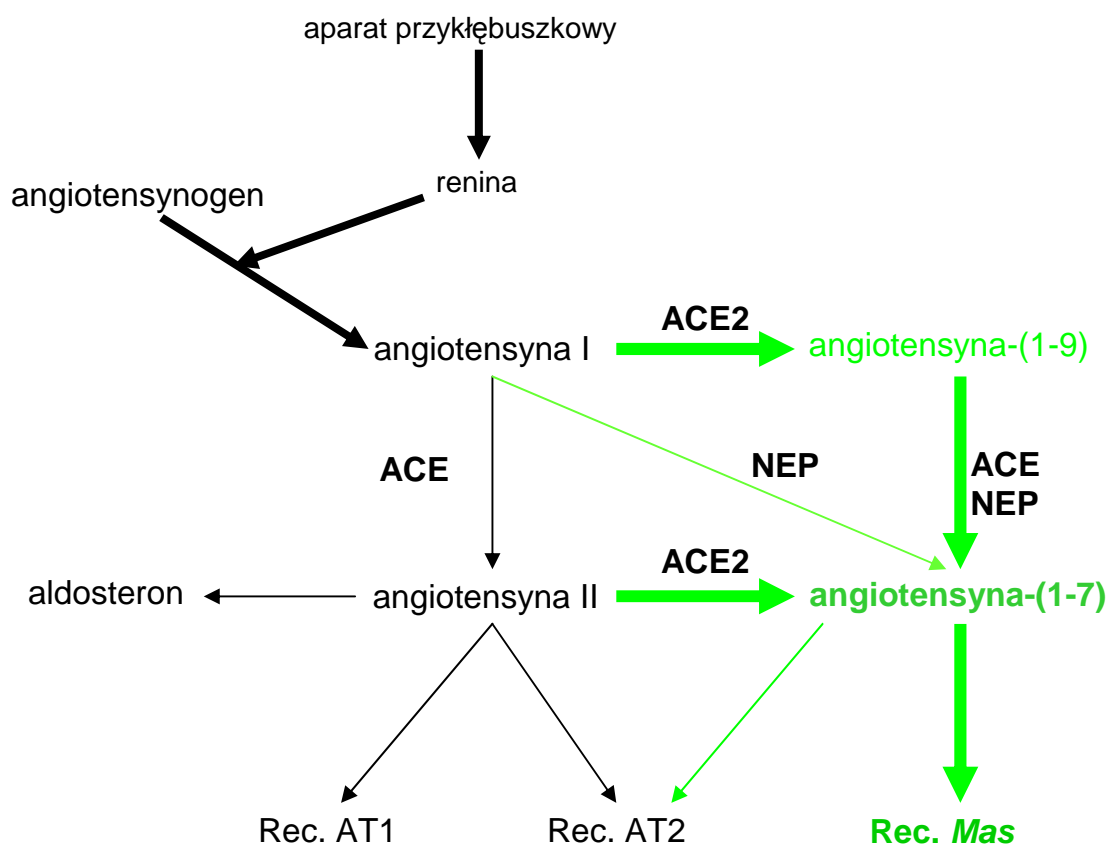 aparat przykłębuszkowy
renina
angiotensynogen
ACE2
angiotensyna I
angiotensyna-(1-9)
ACE
NEP
ACE
NEP
ACE2
aldosteron
angiotensyna II
angiotensyna-(1-7)
Rec. AT1
Rec. AT2
Rec. Mas